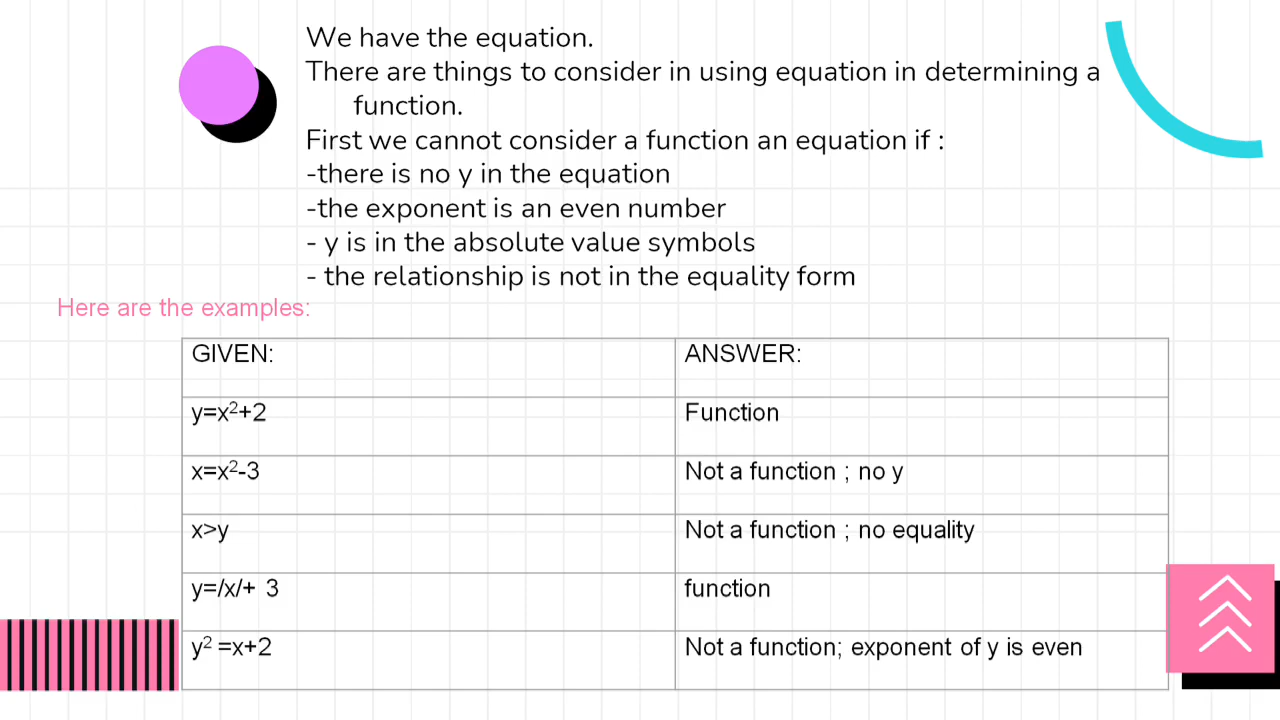 We have the equation.
There are things to consider in using equation in determining a
function.
First we cannot consider a function an equation if :
-there is no y in the equation
-the exponent is an even number
- y is in the absolute value symbols
- the relationship is not in the equality form
Here are the examples:
GIVEN: ANSWER:
y=x²+2 Function
x=x²-3 Not a function ; no y
x>y Not a function ; no equality
y=/x/+ 3 function
y² =x+2 Not a function; exponent of y is even